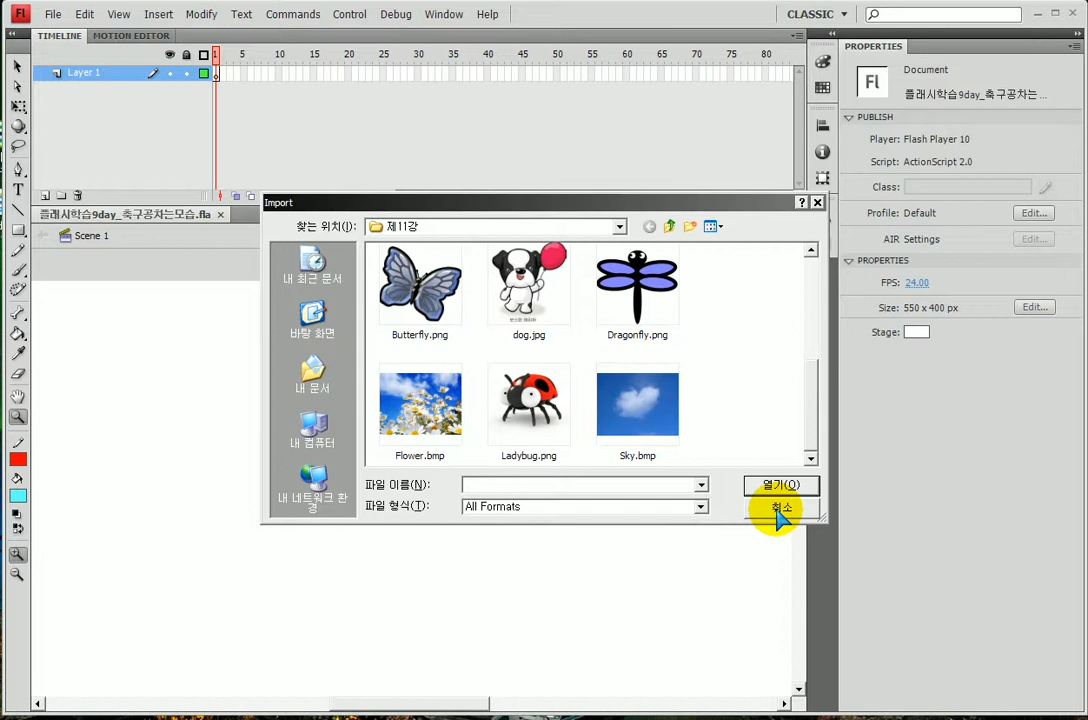 Fl File Edit View Insert Modify Text Commands Control Debug Window Help CLASSIC
TIMELINE MOTION EDITOR
1 5 10 15 20 25 30 35 40 45 50 55 60 65 70 75 80
Layer 1
플래시학습9day_축구공차는모습.fla
Scene 1
Import
찾는 위치(I): 제11강
내 최근 문서
바탕 화면
내 문서
내 컴퓨터
내 네트워크 환
경
Butterfly.png dog.jpg Dragonfly.png
Flower.bmp Ladybug.png Sky.bmp
파일 이름(N): 열기(O)
파일 형식(T): All Formats 취소
PROPERTIES
Fl
Document
플래시학습9day_축구공차는 ...
PUBLISH
Player: Flash Player 10
Script: ActionScript 2.0
Class:
Profile: Default Edit...
AIR Settings Edit...
PROPERTIES
FPS: 24.00
Size: 550 x 400 px Edit...
Stage: